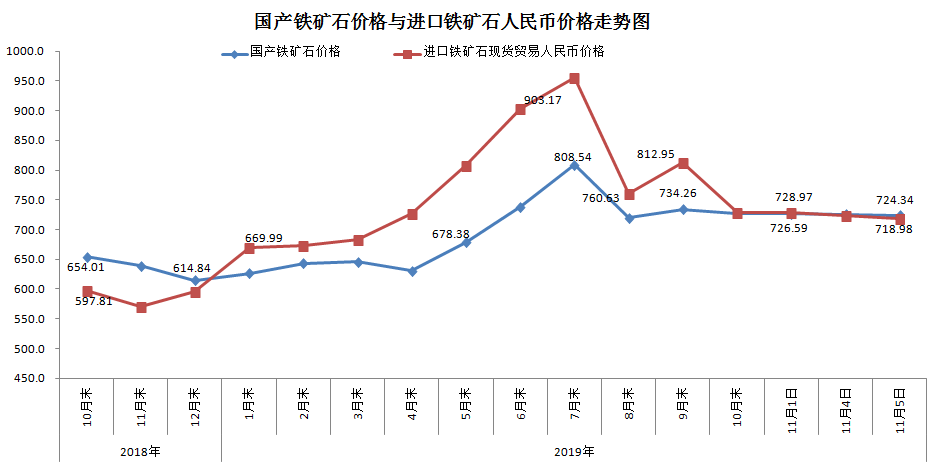 国产铁矿石价格与进口铁矿石人民币价格走势图
国产铁矿石价格
进口铁矿石现货贸易人民币价格
1000.0
950.0
900.0
850.0
800.0
750.0
700.0
650.0
600.0
550.0
500.0
450.0
654.01
597.81
614.84
669.99
678.38
903.17
808.54
760.63
812.95
734.26
728.97
726.59
724.34
718.98
10月末
11月末
12月末
1月末
2月末
3月末
4月末
5月末
6月末
7月末
8月末
9月末
10月末
11月1日
11月4日
11月5日
2018年
2019年